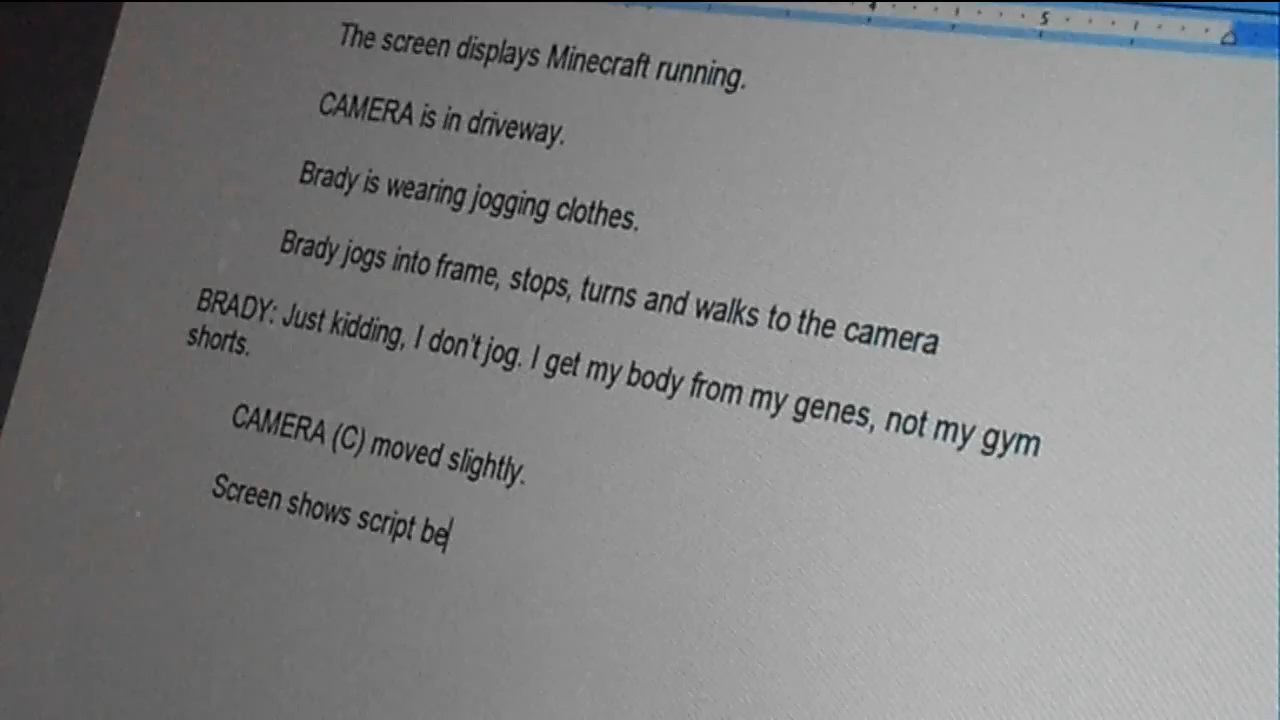 4 5
The screen displays Minecraft running.
CAMERA is in driveway.
Brady is wearing jogging clothes.
Brady jogs into frame, stops, turns and walks to the camera
BRADY: Just kidding, I don't jog. I get my body from my genes, not my gym
shorts.
CAMERA (C) moved slightly.
Screen shows script be